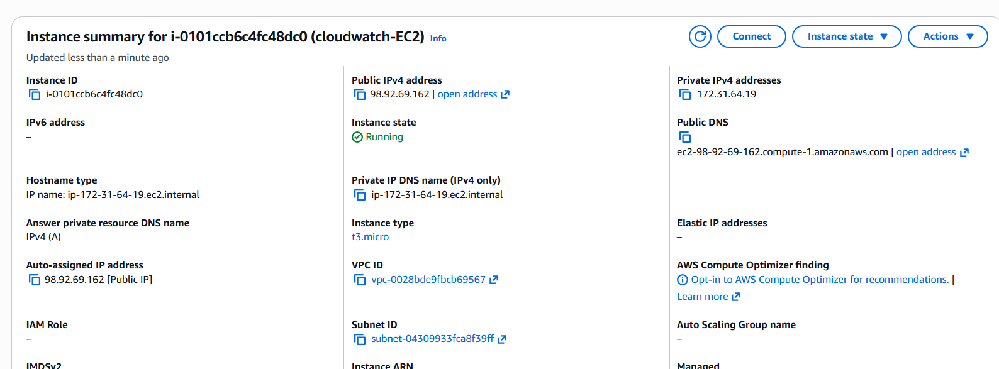 Instance summary for i-0101ccb6c4fc48dc0 (cloudwatch-EC2) Info
Connect
Instance state
Actions
Updated less than a minute ago
Instance ID
i-0101ccb6c4fc48dc0
Public IPv4 address
98.92.69.162 | open address
Private IPv4 addresses
172.31.64.19
IPv6 address
–
Instance state
Running
Public DNS
ec2-98-92-69-162.compute-1.amazonaws.com | open address
Hostname type
IP name: ip-172-31-64-19.ec2.internal
Private IP DNS name (IPv4 only)
ip-172-31-64-19.ec2.internal
Answer private resource DNS name
IPv4 (A)
Instance type
t3.micro
Elastic IP addresses
–
Auto-assigned IP address
98.92.69.162 [Public IP]
VPC ID
vpc-0028bde9fbcb69567
AWS Compute Optimizer finding
Opt-in to AWS Compute Optimizer for recommendations. |
Learn more
IAM Role
–
Subnet ID
subnet-04309933fca8f39ff
Auto Scaling Group name
–
IMDSv2
Instance ARN
Managed